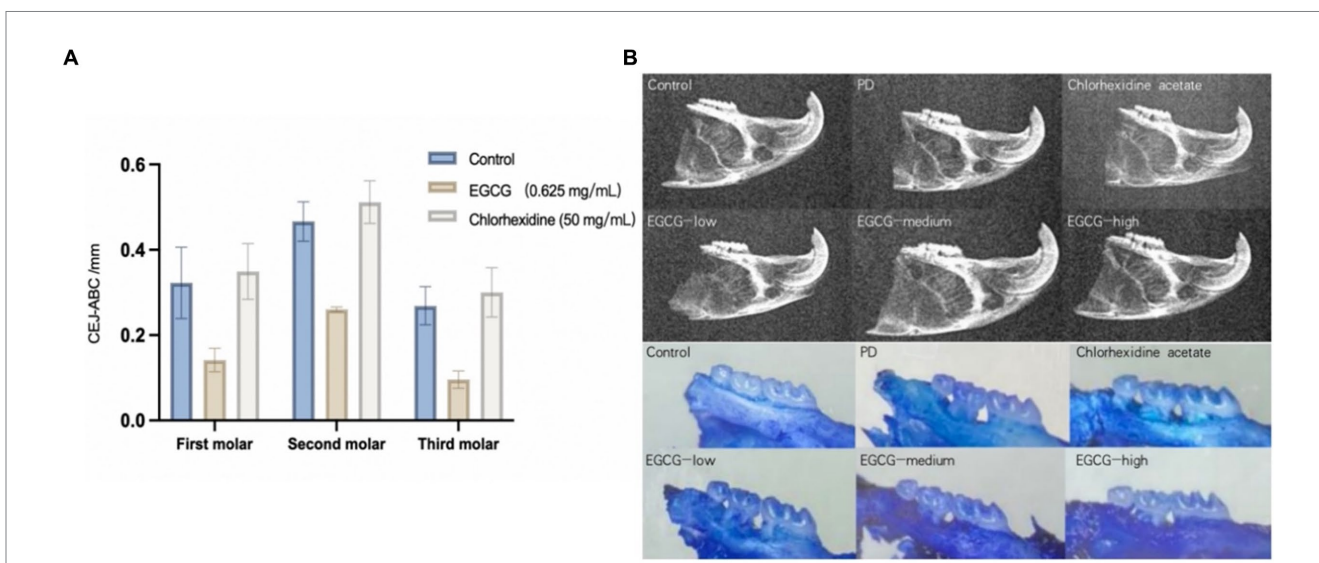 A
B
0.6
0.4
0.2
0.0
CEJ-ABC /mm
Control
EGCG (0.625 mg/mL)
Chlorhexidine (50 mg/mL)
First molar
Second molar
Third molar
Control
PD
Chlorhexidine acetate
EGCG-low
EGCG-medium
EGCG-high
Control
PD
Chlorhexidine acetate
EGCG-low
EGCG-medium
EGCG-high